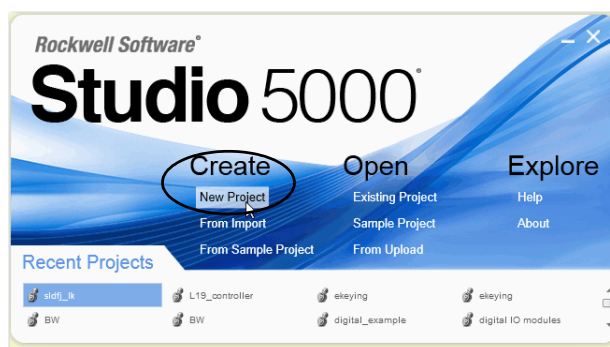 Rockwell Software®
Studio 5000®
Create Open Explore
New Project Existing Project Help
From Import Sample Project About
From Sample Project From Upload
Recent Projects
sldfj_lk L19_controller ekeying ekeying
BW BW digital_example digital IO modules